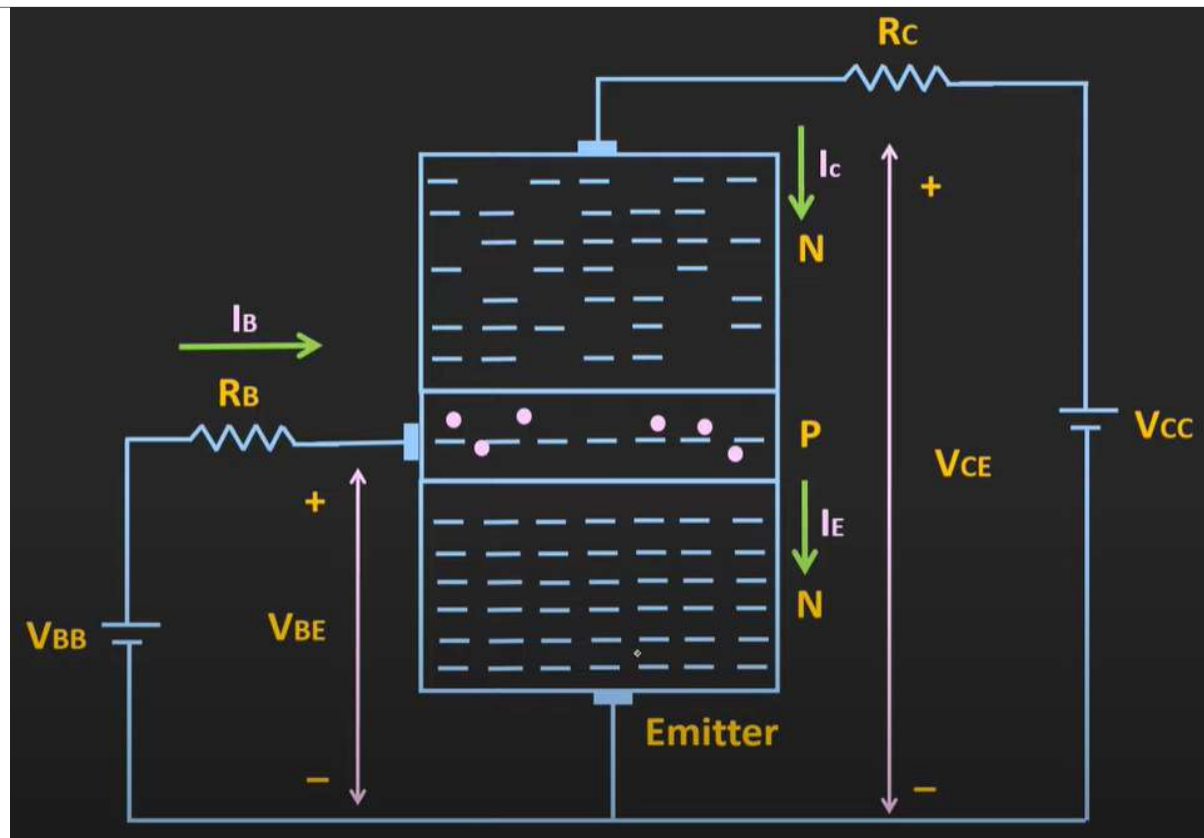 RC
IC
+
N
IB
RB
P
VCC
VCE
+
IE
N
VBE
VBB
Emitter
–
–